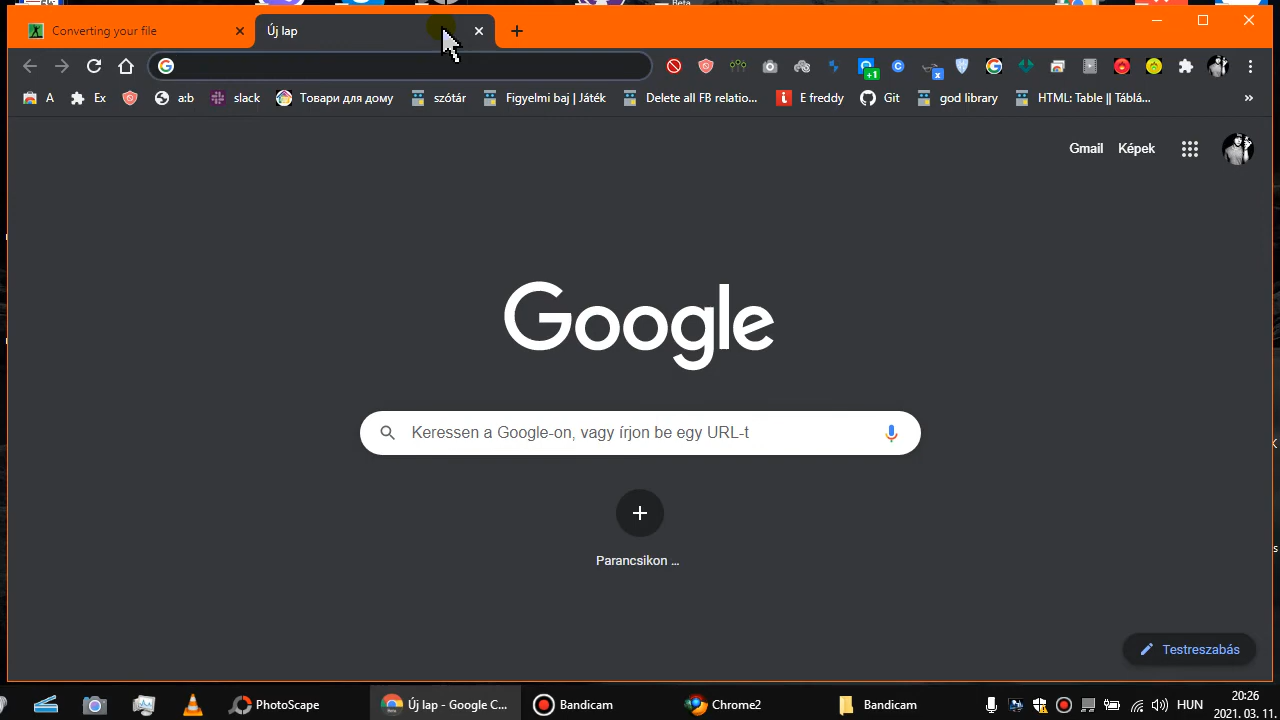 Beta
Converting your file
Új lap
A
Ex
a:b
slack
Товари для дому
szótár
Figyelmi baj | Játék
Delete all FB relatio...
E freddy
Git
god library
HTML: Table || Táblá...
»
+1
x
Gmail
Képek
Google
Keressen a Google-on, vagy írjon be egy URL-t
Parancsikon ...
Testreszabás
PhotoScape
Új lap - Google C...
Bandicam
Chrome2
Bandicam
HUN
20:26
2021. 03. 11.